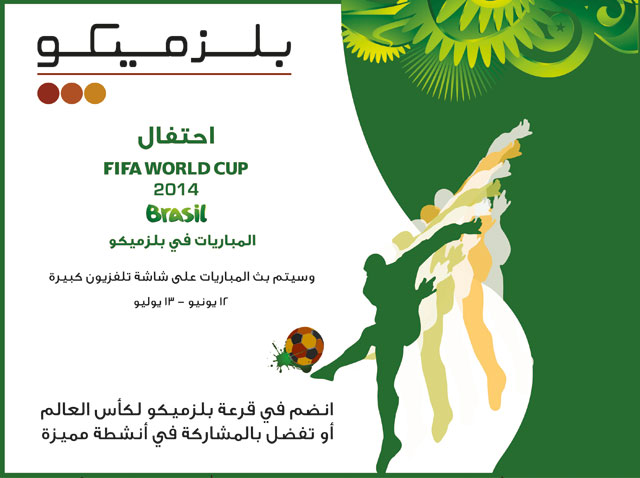 بلزميكو
احتفال
FIFA WORLD CUP
2014
Brasil
المباريات في بلزميكو
وسيتم بث المباريات على شاشة تلفزيون كبيرة
١٢ يونيو - ١٣ يوليو
انضم في قرعة بلزميكو لكأس العالم
أو تفضل بالمشاركة في أنشطة مميزة